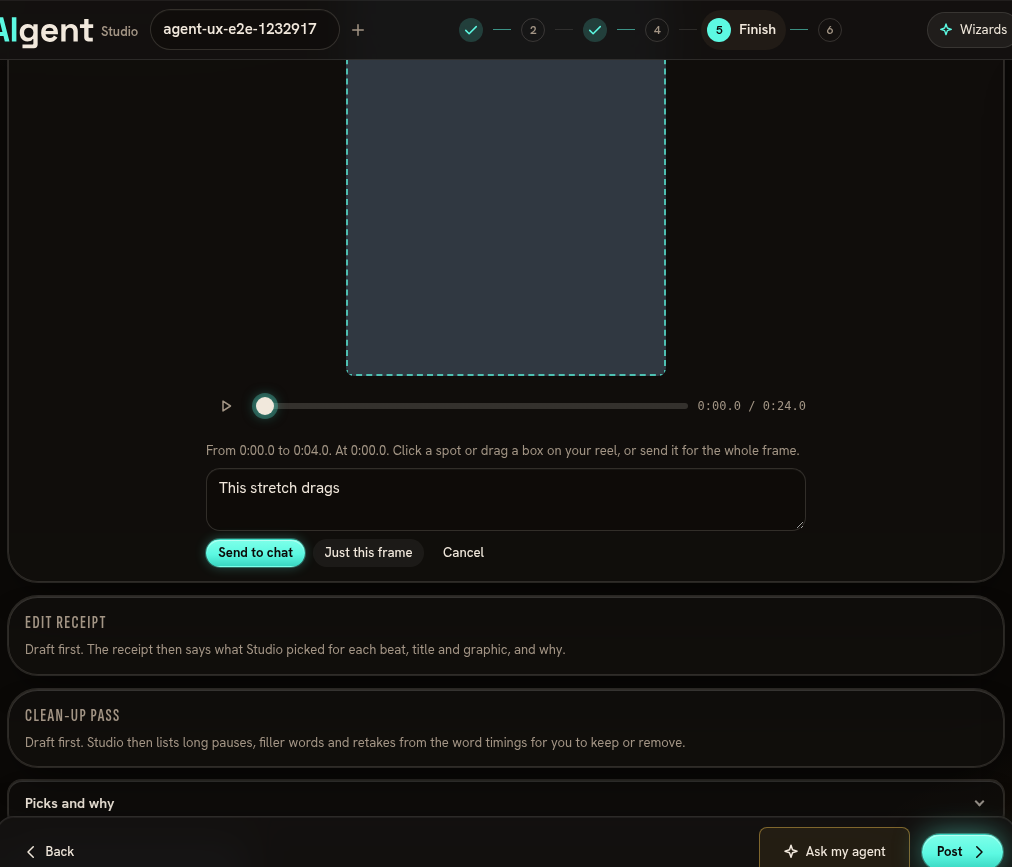 AIgent Studio agent-ux-e2e-1232917 2 4 5 Finish 6 Wizards
0:00.0 / 0:24.0
From 0:00.0 to 0:04.0. At 0:00.0. Click a spot or drag a box on your reel, or send it for the whole frame.
This stretch drags
Send to chat Just this frame Cancel
EDIT RECEIPT
Draft first. The receipt then says what Studio picked for each beat, title and graphic, and why.
CLEAN-UP PASS
Draft first. Studio then lists long pauses, filler words and retakes from the word timings for you to keep or remove.
Picks and why
Back Ask my agent Post